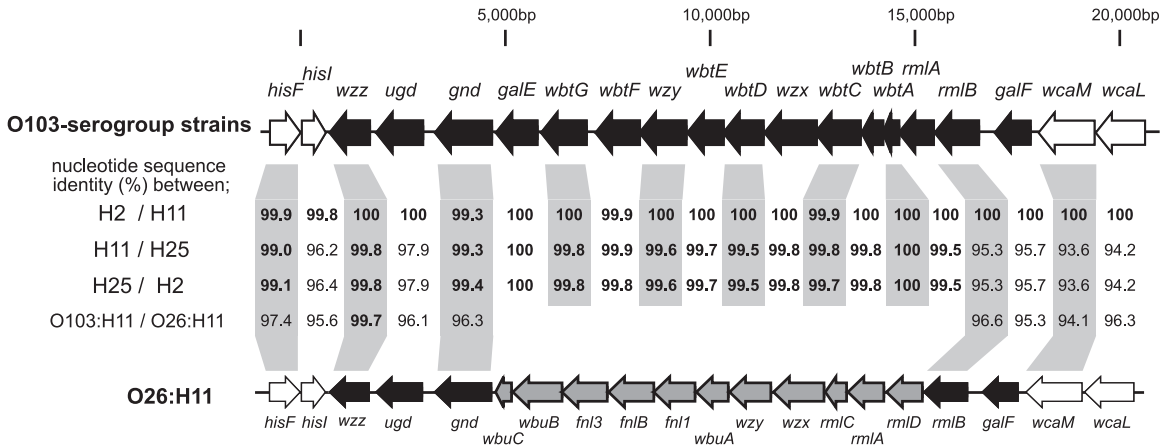 5,000bp 10,000bp 15,000bp 20,000bp
wbtE wbtB rmlA
hisI
hisF wzz ugd gnd galE wbtG wbtF wzy wbtD wzx wbtC wbtA rmlB galF wcaM wcaL
O103-serogroup strains
nucleotide sequence
identity (%) between;
H2 / H11 99.9 99.8 100 100 99.3 100 100 99.9 100 100 100 100 99.9 100 100 100 100 100 100 100
H11 / H25 99.0 96.2 99.8 97.9 99.3 100 99.8 99.9 99.6 99.7 99.5 99.8 99.8 99.8 100 99.5 95.3 95.7 93.6 94.2
H25 / H2 99.1 96.4 99.8 97.9 99.4 100 99.8 99.8 99.6 99.7 99.5 99.8 99.7 99.8 100 99.5 95.3 95.7 93.6 94.2
O103:H11 / O26:H11 97.4 95.6 99.7 96.1 96.3 96.6 95.3 94.1 96.3
O26:H11
hisF hisI wzz ugd gnd wbuB fnl3 fnlB fnl1 wzy wzx rmlC rmlD rmlB galF wcaM wcaL
wbuC wbuA rmlA